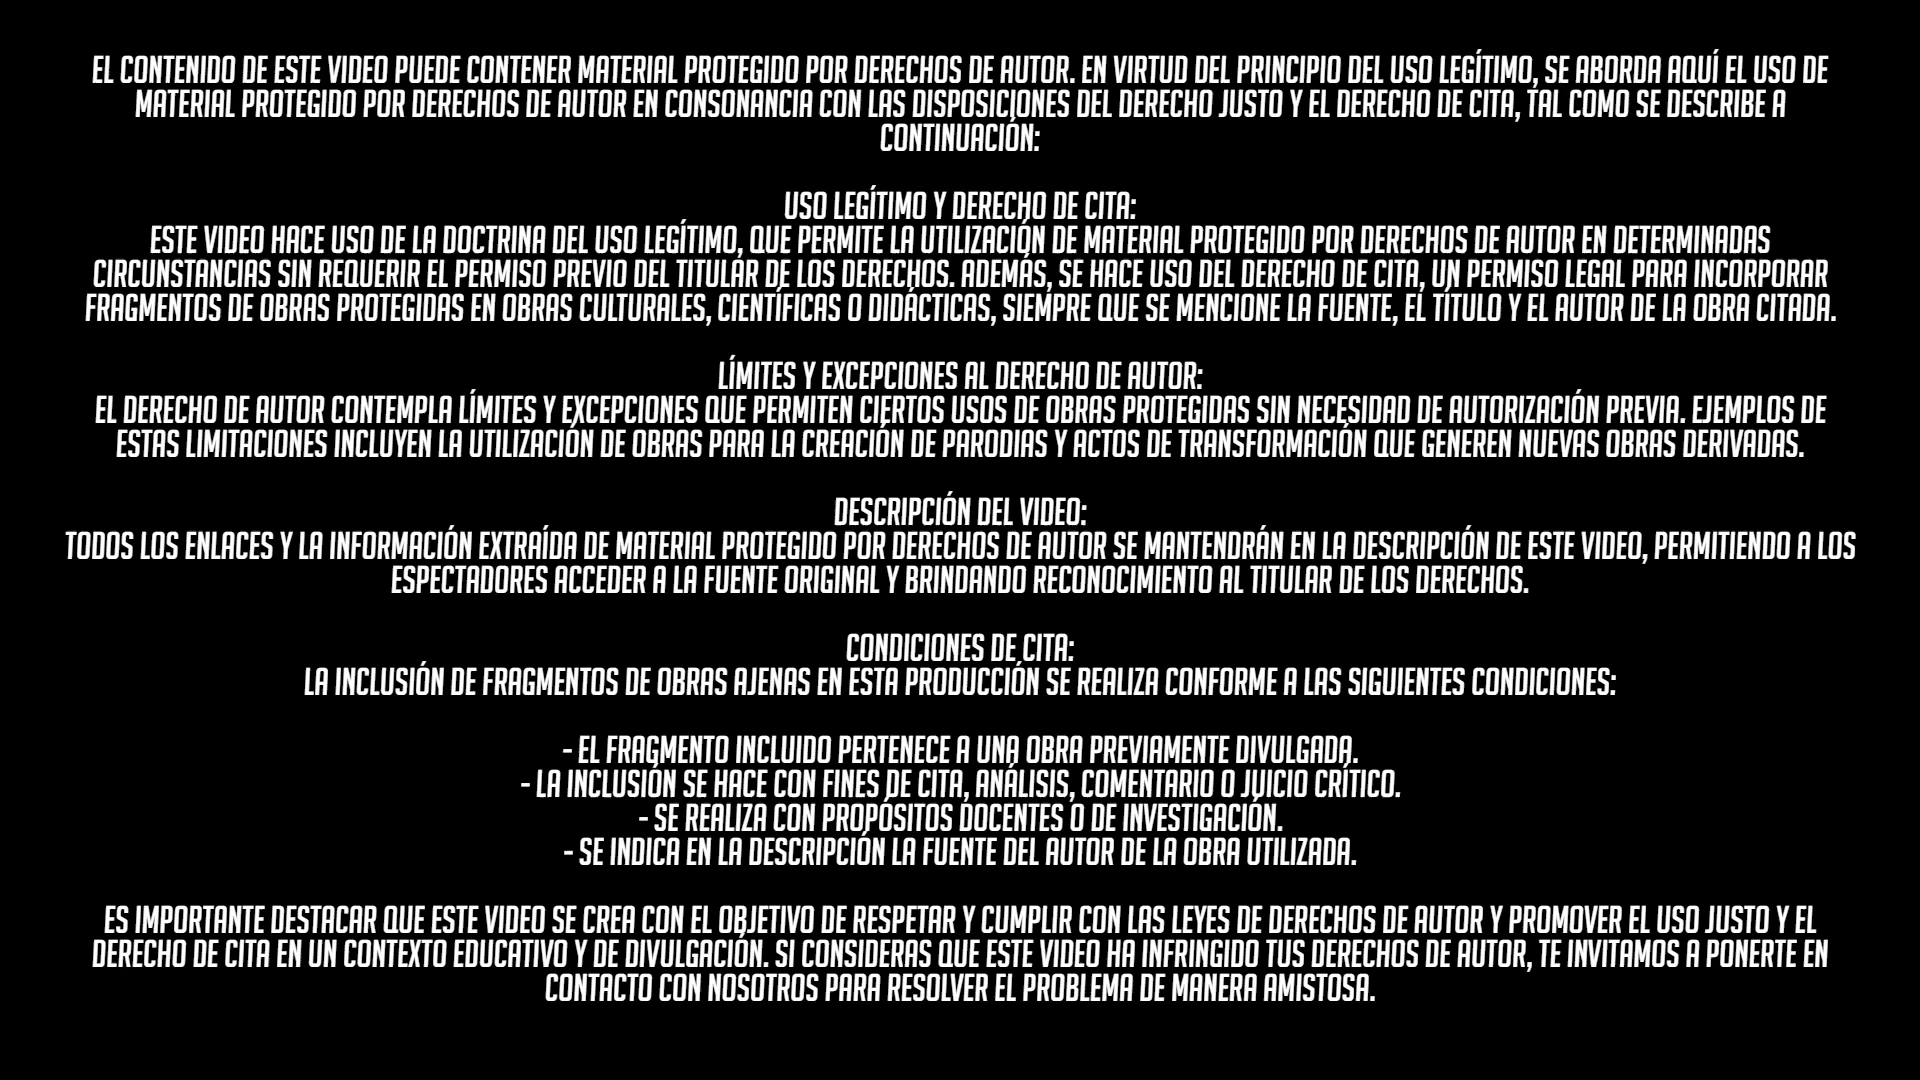 EL CONTENIDO DE ESTE VIDEO PUEDE CONTENER MATERIAL PROTEGIDO POR DERECHOS DE AUTOR. EN VIRTUD DEL PRINCIPIO DEL USO LEGÍTIMO, SE ABORDA AQUÍ EL USO DE
MATERIAL PROTEGIDO POR DERECHOS DE AUTOR EN CONSONANCIA CON LAS DISPOSICIONES DEL DERECHO JUSTO Y EL DERECHO DE CITA, TAL COMO SE DESCRIBE A
CONTINUACIÓN:
USO LEGÍTIMO Y DERECHO DE CITA:
ESTE VIDEO HACE USO DE LA DOCTRINA DEL USO LEGÍTIMO, QUE PERMITE LA UTILIZACIÓN DE MATERIAL PROTEGIDO POR DERECHOS DE AUTOR EN DETERMINADAS
CIRCUNSTANCIAS SIN REQUERIR EL PERMISO PREVIO DEL TITULAR DE LOS DERECHOS. ADEMÁS, SE HACE USO DEL DERECHO DE CITA, UN PERMISO LEGAL PARA INCORPORAR
FRAGMENTOS DE OBRAS PROTEGIDAS EN OBRAS CULTURALES, CIENTÍFICAS O DIDÁCTICAS, SIEMPRE QUE SE MENCIONE LA FUENTE, EL TÍTULO Y EL AUTOR DE LA OBRA CITADA.
LÍMITES Y EXCEPCIONES AL DERECHO DE AUTOR:
EL DERECHO DE AUTOR CONTEMPLA LÍMITES Y EXCEPCIONES QUE PERMITEN CIERTOS USOS DE OBRAS PROTEGIDAS SIN NECESIDAD DE AUTORIZACIÓN PREVIA. EJEMPLOS DE
ESTAS LIMITACIONES INCLUYEN LA UTILIZACIÓN DE OBRAS PARA LA CREACIÓN DE PARODIAS Y ACTOS DE TRANSFORMACIÓN QUE GENEREN NUEVAS OBRAS DERIVADAS.
DESCRIPCIÓN DEL VIDEO:
TODOS LOS ENLACES Y LA INFORMACIÓN EXTRAÍDA DE MATERIAL PROTEGIDO POR DERECHOS DE AUTOR SE MANTENDRÁN EN LA DESCRIPCIÓN DE ESTE VIDEO, PERMITIENDO A LOS
ESPECTADORES ACCEDER A LA FUENTE ORIGINAL Y BRINDANDO RECONOCIMIENTO AL TITULAR DE LOS DERECHOS.
CONDICIONES DE CITA:
LA INCLUSIÓN DE FRAGMENTOS DE OBRAS AJENAS EN ESTA PRODUCCIÓN SE REALIZA CONFORME A LAS SIGUIENTES CONDICIONES:
- EL FRAGMENTO INCLUIDO PERTENECE A UNA OBRA PREVIAMENTE DIVULGADA.
- LA INCLUSIÓN SE HACE CON FINES DE CITA, ANÁLISIS, COMENTARIO O JUICIO CRÍTICO.
- SE REALIZA CON PROPÓSITOS DOCENTES O DE INVESTIGACIÓN.
- SE INDICA EN LA DESCRIPCIÓN LA FUENTE DEL AUTOR DE LA OBRA UTILIZADA.
ES IMPORTANTE DESTACAR QUE ESTE VIDEO SE CREA CON EL OBJETIVO DE RESPETAR Y CUMPLIR CON LAS LEYES DE DERECHOS DE AUTOR Y PROMOVER EL USO JUSTO Y EL
DERECHO DE CITA EN UN CONTEXTO EDUCATIVO Y DE DIVULGACIÓN. SI CONSIDERAS QUE ESTE VIDEO HA INFRINGIDO TUS DERECHOS DE AUTOR, TE INVITAMOS A PONERTE EN
CONTACTO CON NOSOTROS PARA RESOLVER EL PROBLEMA DE MANERA AMISTOSA.